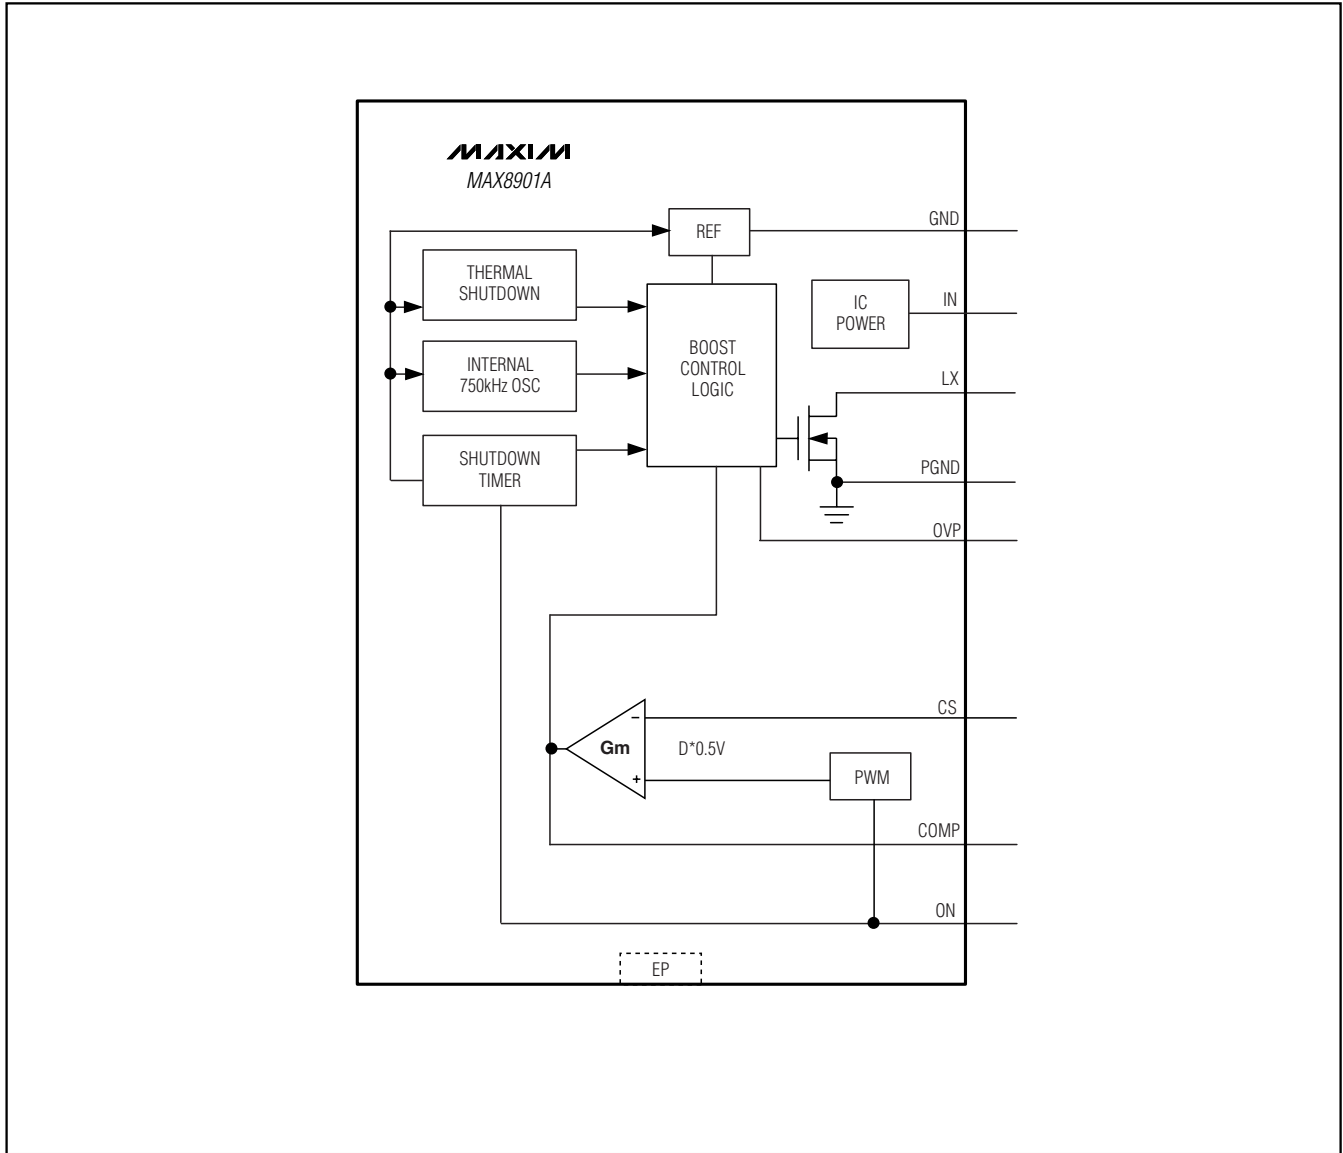 MAXIM
MAX8901A
REF
GND
THERMAL
SHUTDOWN
IC
POWER
IN
INTERNAL
750kHz OSC
BOOST
CONTROL
LOGIC
LX
SHUTDOWN
TIMER
PGND
OVP
CS
−
Gm
D*0.5V
+
PWM
COMP
ON
EP